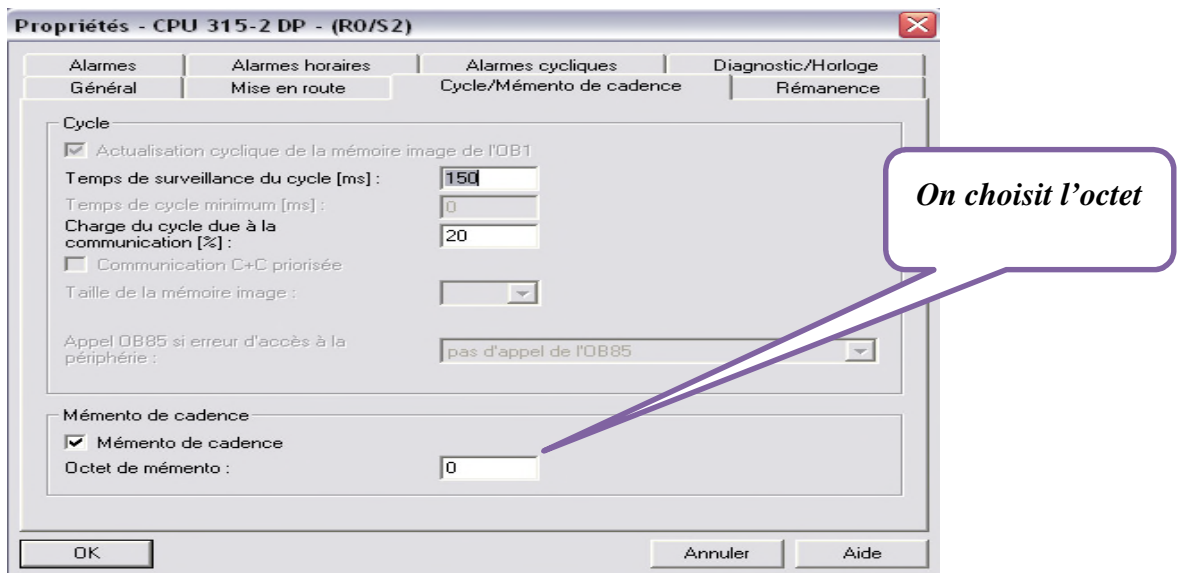 Propriétés - CPU 315-2 DP - (R0/S2)
Alarmes Alarmes horaires Alarmes cycliques Diagnostic/Horloge
Général Mise en route Cycle/Mémento de cadence Rémanence
Cycle
Actualisation cyclique de la mémoire image de l'OB1
Temps de surveillance du cycle [ms] : 150
Temps de cycle minimum [ms] : 0
Charge du cycle due à la
communication [%] : 20
Communication C+C priorisée
Taille de la mémoire image :
Appel OB85 si erreur d'accès à la
périphérie : pas d'appel de l'OB85
Mémento de cadence
Mémento de cadence
Octet de mémento : 0
OK Annuler Aide
On choisit l'octet